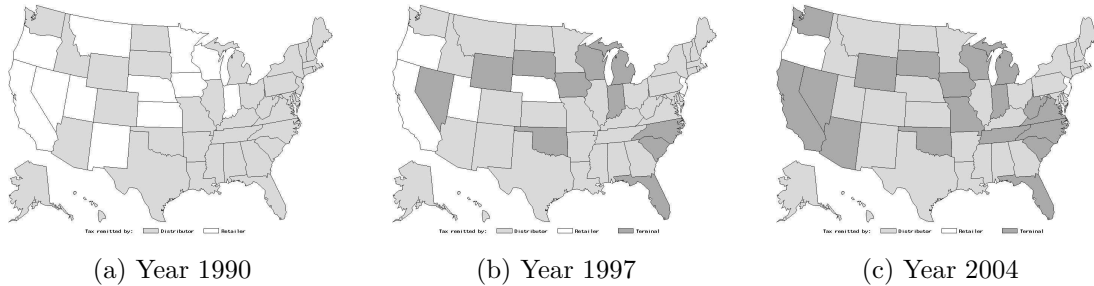 Tax remitted by: Distributor Retailer
Tax remitted by: Distributor Retailer Terminal
Tax remitted by: Distributor Retailer Terminal
(a) Year 1990
(b) Year 1997
(c) Year 2004